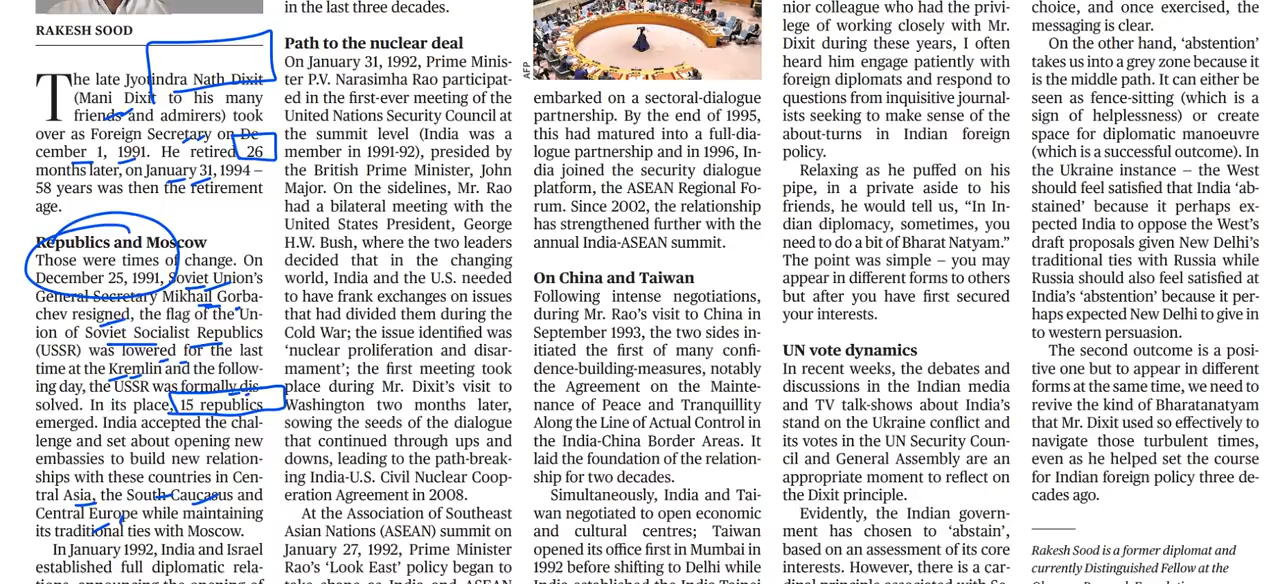 RAKESH SOOD
The late Jyotindra Nath Dixit
(Mani Dixit to his many
friends and admirers) took
over as Foreign Secretary on De-
cember 1, 1991. He retired 26
months later, on January 31, 1994 –
58 years was then the retirement
age.
Republics and Moscow
Those were times of change. On
December 25, 1991, Soviet Union’s
General Secretary Mikhail Gorba-
chev resigned, the flag of the Un-
ion of Soviet Socialist Republics
(USSR) was lowered for the last
time at the Kremlin and the follow-
ing day, the USSR was formally dis-
solved. In its place, 15 republics
emerged. India accepted the chal-
lenge and set about opening new
embassies to build new relation-
ships with these countries in Cen-
tral Asia, the South Caucasus and
Central Europe while maintaining
its traditional ties with Moscow.
In January 1992, India and Israel
established full diplomatic rela-
in the last three decades.
Path to the nuclear deal
On January 31, 1992, Prime Minis-
ter P.V. Narasimha Rao participat-
ed in the first-ever meeting of the
United Nations Security Council at
the summit level (India was a
member in 1991-92), presided by
the British Prime Minister, John
Major. On the sidelines, Mr. Rao
had a bilateral meeting with the
United States President, George
H.W. Bush, where the two leaders
decided that in the changing
world, India and the U.S. needed
to have frank exchanges on issues
that had divided them during the
Cold War; the issue identified was
‘nuclear proliferation and disar-
mament’; the first meeting took
place during Mr. Dixit’s visit to
Washington two months later,
sowing the seeds of the dialogue
that continued through ups and
downs, leading to the path-break-
ing India-U.S. Civil Nuclear Coop-
eration Agreement in 2008.
At the Association of Southeast
Asian Nations (ASEAN) summit on
January 27, 1992, Prime Minister
Rao’s ‘Look East’ policy began to
AFP
embarked on a sectoral-dialogue
partnership. By the end of 1995,
this had matured into a full-dia-
logue partnership and in 1996, In-
dia joined the security dialogue
platform, the ASEAN Regional Fo-
rum. Since 2002, the relationship
has strengthened further with the
annual India-ASEAN summit.
On China and Taiwan
Following intense negotiations,
during Mr. Rao’s visit to China in
September 1993, the two sides in-
itiated the first of many confi-
dence-building-measures, notably
the Agreement on the Mainte-
nance of Peace and Tranquillity
Along the Line of Actual Control in
the India-China Border Areas. It
laid the foundation of the relation-
ship for two decades.
Simultaneously, India and Tai-
wan negotiated to open economic
and cultural centres; Taiwan
opened its office first in Mumbai in
1992 before shifting to Delhi while
nior colleague who had the privi-
lege of working closely with Mr.
Dixit during these years, I often
heard him engage patiently with
foreign diplomats and respond to
questions from inquisitive journal-
ists seeking to make sense of the
about-turns in Indian foreign
policy.
Relaxing as he puffed on his
pipe, in a private aside to his
friends, he would tell us, “In In-
dian diplomacy, sometimes, you
need to do a bit of Bharat Natyam.”
The point was simple – you may
appear in different forms to others
but after you have first secured
your interests.
UN vote dynamics
In recent weeks, the debates and
discussions in the Indian media
and TV talk-shows about India’s
stand on the Ukraine conflict and
its votes in the UN Security Coun-
cil and General Assembly are an
appropriate moment to reflect on
the Dixit principle.
Evidently, the Indian govern-
ment has chosen to ‘abstain’,
based on an assessment of its core
interests. However, there is a car-
choice, and once exercised, the
messaging is clear.
On the other hand, ‘abstention’
takes us into a grey zone because it
is the middle path. It can either be
seen as fence-sitting (which is a
sign of helplessness) or create
space for diplomatic manoeuvre
(which is a successful outcome). In
the Ukraine instance – the West
should feel satisfied that India ‘ab-
stained’ because it perhaps ex-
pected India to oppose the West’s
draft proposals given New Delhi’s
traditional ties with Russia while
Russia should also feel satisfied at
India’s ‘abstention’ because it per-
haps expected New Delhi to give in
to western persuasion.
The second outcome is a posi-
tive one but to appear in different
forms at the same time, we need to
revive the kind of Bharatanatyam
that Mr. Dixit used so effectively to
navigate those turbulent times,
even as he helped set the course
for Indian foreign policy three de-
cades ago.
Rakesh Sood is a former diplomat and
currently Distinguished Fellow at the